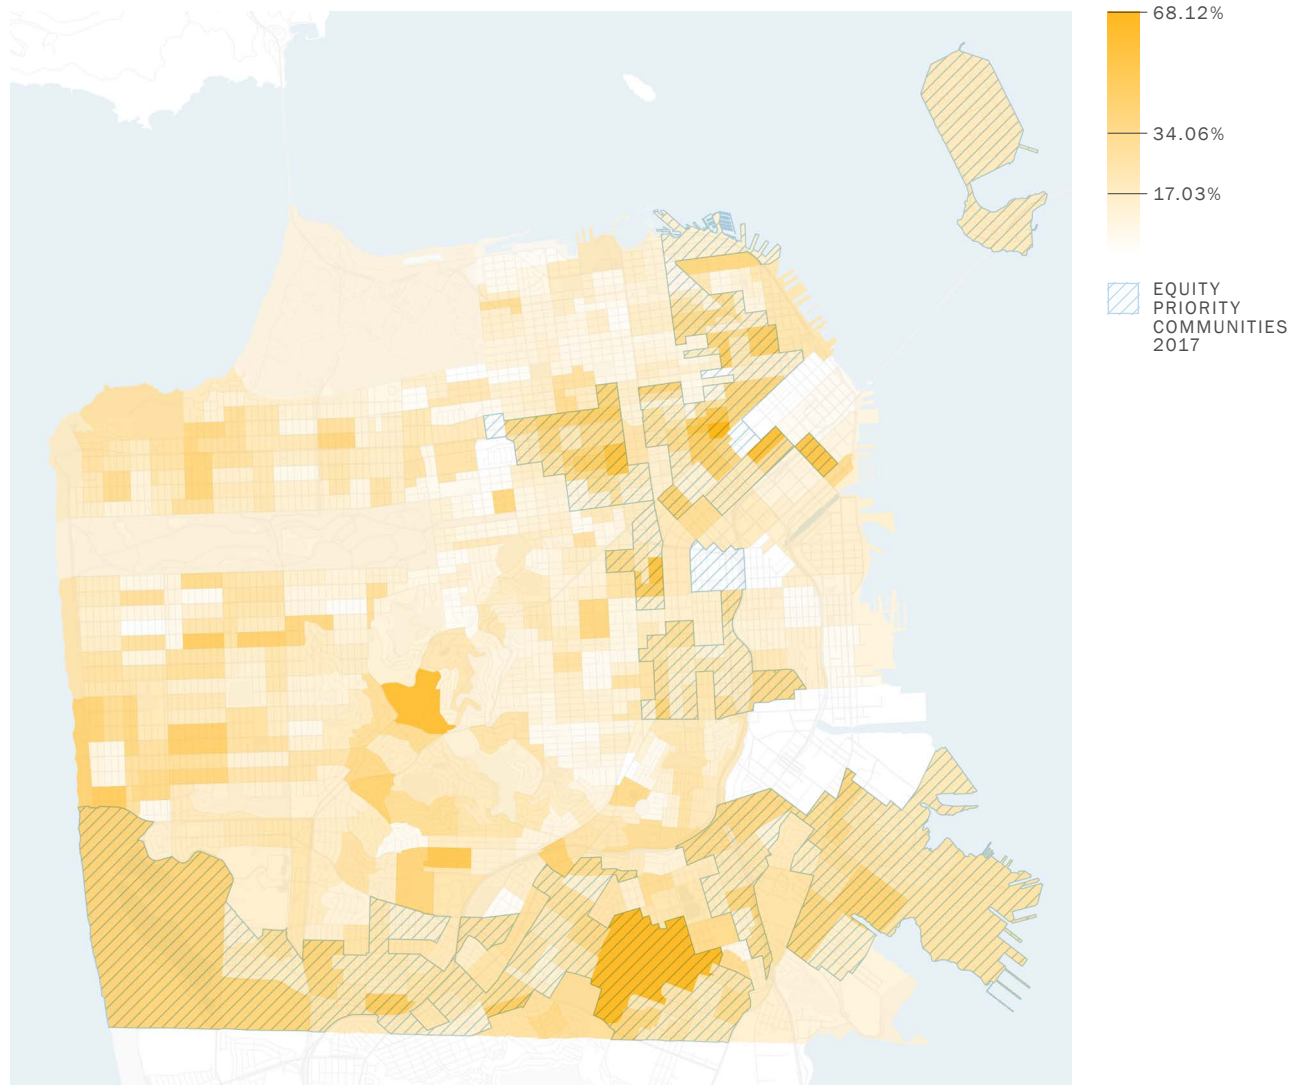 68.12%
34.06%
17.03%
EQUITY
PRIORITY
COMMUNITIES
2017